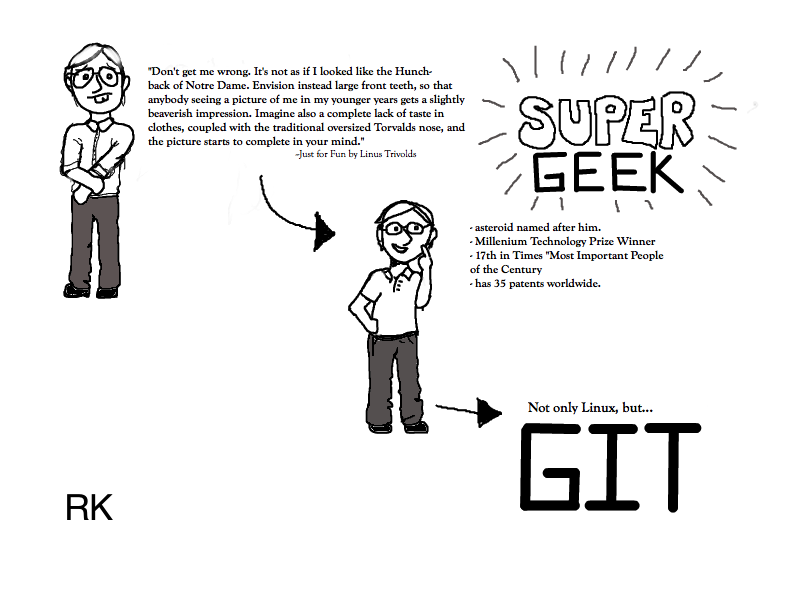 "Don't get me wrong. It's not as if I looked like the Hunch-
back of Notre Dame. Envision instead large front teeth, so that
anybody seeing a picture of me in my younger years gets a slightly
beaverish impression. Imagine also a complete lack of taste in
clothes, coupled with the traditional oversized Torvalds nose, and
the picture starts to complete in your mind."
~Just for Fun by Linus Trivolds
SUPER
GEEK
- asteroid named after him.
- Millenium Technology Prize Winner
- 17th in Times "Most Important People
of the Century
- has 35 patents worldwide.
Not only Linux, but...
GIT
RK